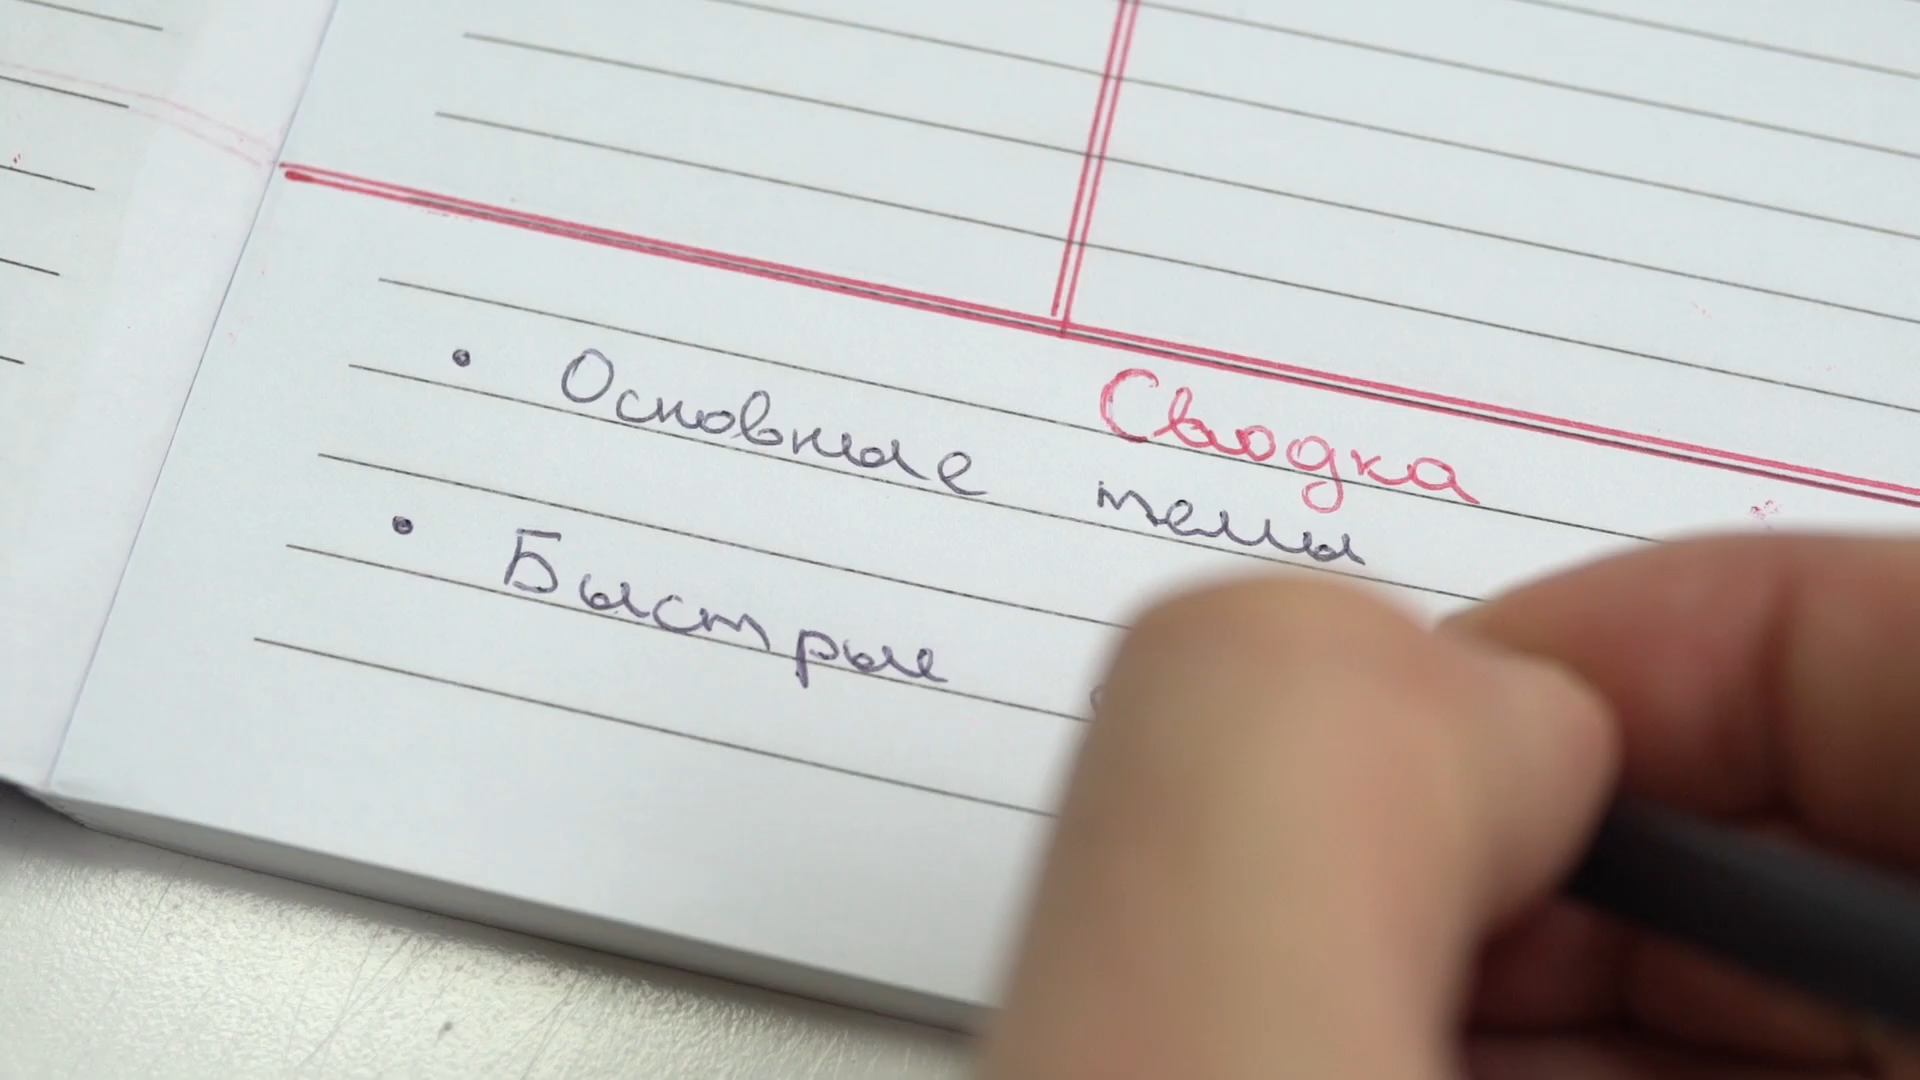 Сводка
• Основные темы
• Быстрые